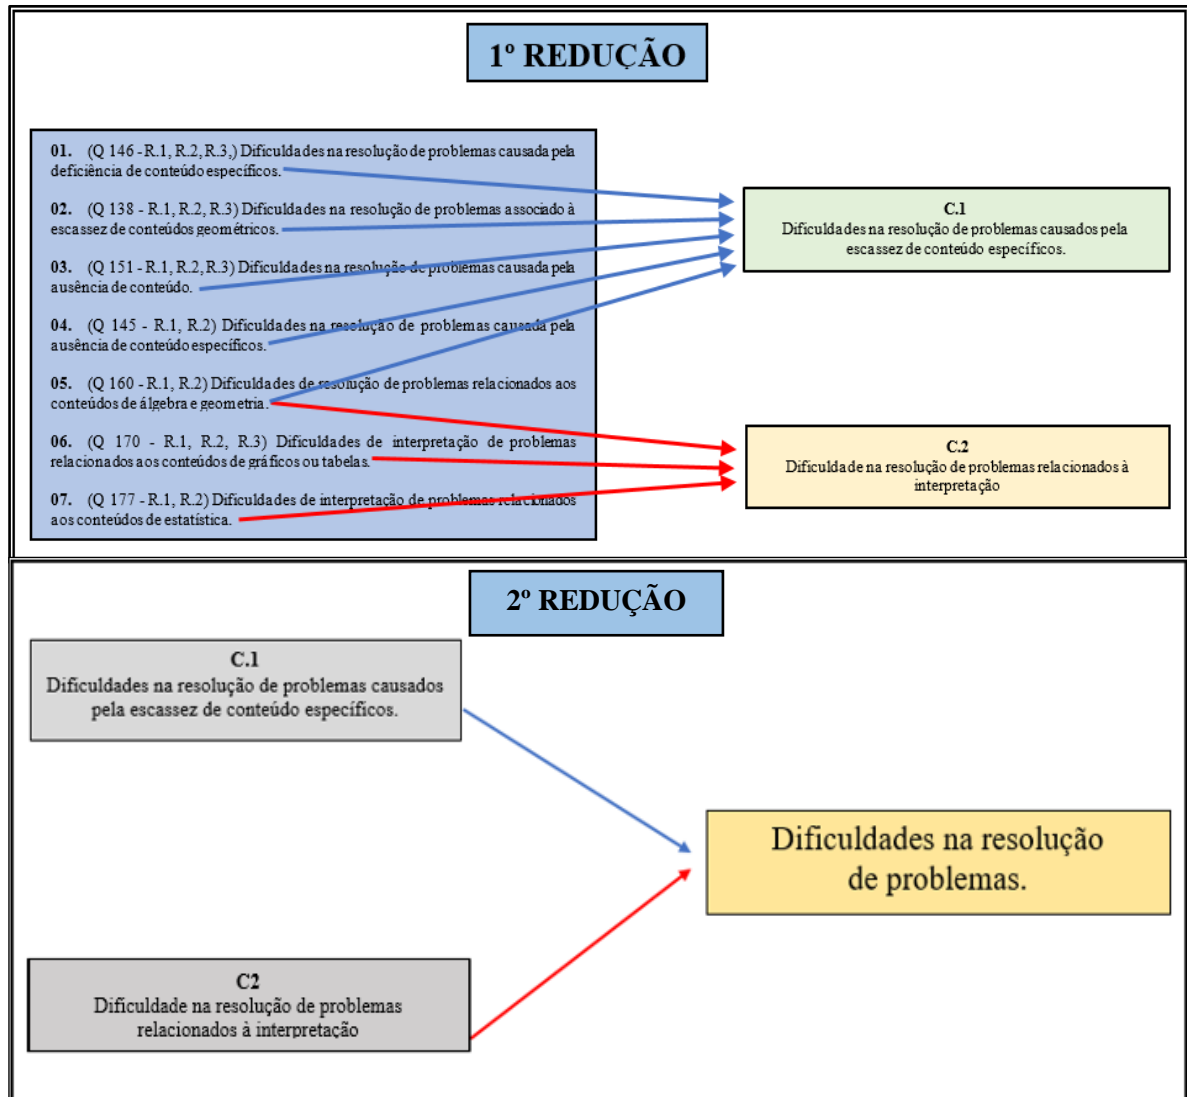 1º REDUÇÃO
01. (Q 146 - R.1, R.2, R.3,) Dificuldades na resolução de problemas causada pela
deficiência de conteúdo específicos.
02. (Q 138 - R.1, R.2, R.3) Dificuldades na resolução de problemas associado à
escassez de conteúdos geométricos.
03. (Q 151 - R.1, R.2, R.3) Dificuldades na resolução de problemas causada pela
ausência de conteúdo.
04. (Q 145 - R.1, R.2) Dificuldades na resolução de problemas causada pela
ausência de conteúdo específicos.
05. (Q 160 - R.1, R.2) Dificuldades de resolução de problemas relacionados aos
conteúdos de álgebra e geometria.
06. (Q 170 - R.1, R.2, R.3) Dificuldades de interpretação de problemas
relacionados aos conteúdos de gráficos ou tabelas.
07. (Q 177 - R.1, R.2) Dificuldades de interpretação de problemas relacionados
aos conteúdos de estatística.
C.1
Dificuldades na resolução de problemas causados pela
escassez de conteúdo específicos.
C.2
Dificuldade na resolução de problemas relacionados à
interpretação
2º REDUÇÃO
C.1
Dificuldades na resolução de problemas causados
pela escassez de conteúdo específicos.
Dificuldades na resolução
de problemas.
C2
Dificuldade na resolução de problemas
relacionados à interpretação